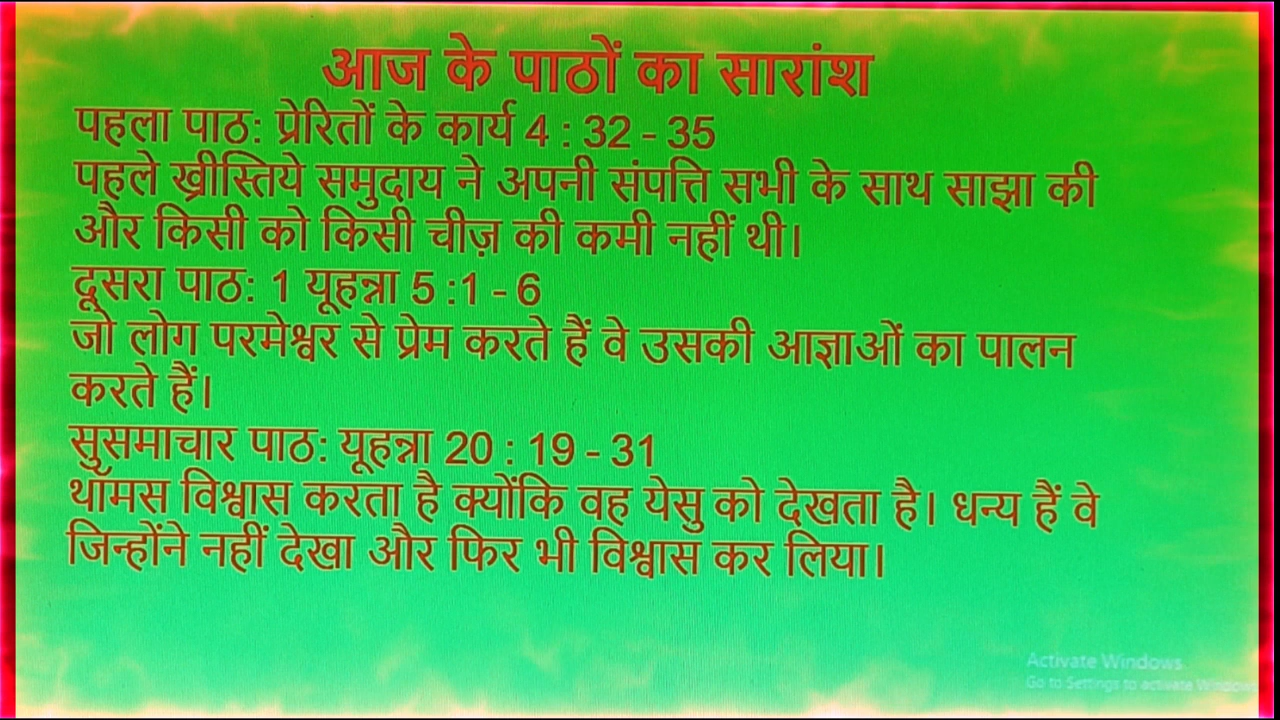 आज के पाठों का सारांश
पहला पाठ: प्रेरितों के कार्य 4 : 32 - 35
पहले ख्रीस्तिये समुदाय ने अपनी संपत्ति सभी के साथ साझा की
और किसी को किसी चीज़ की कमी नहीं थी।
दूसरा पाठ: 1 यूहन्ना 5 :1 - 6
जो लोग परमेश्वर से प्रेम करते हैं वे उसकी आज्ञाओं का पालन
करते हैं।
सुसमाचार पाठ: यूहन्ना 20 : 19 - 31
थॉमस विश्वास करता है क्योंकि वह येसु को देखता है। धन्य हैं वे
जिन्होंने नहीं देखा और फिर भी विश्वास कर लिया।
Activate Windows
Go to Settings to activate Windows